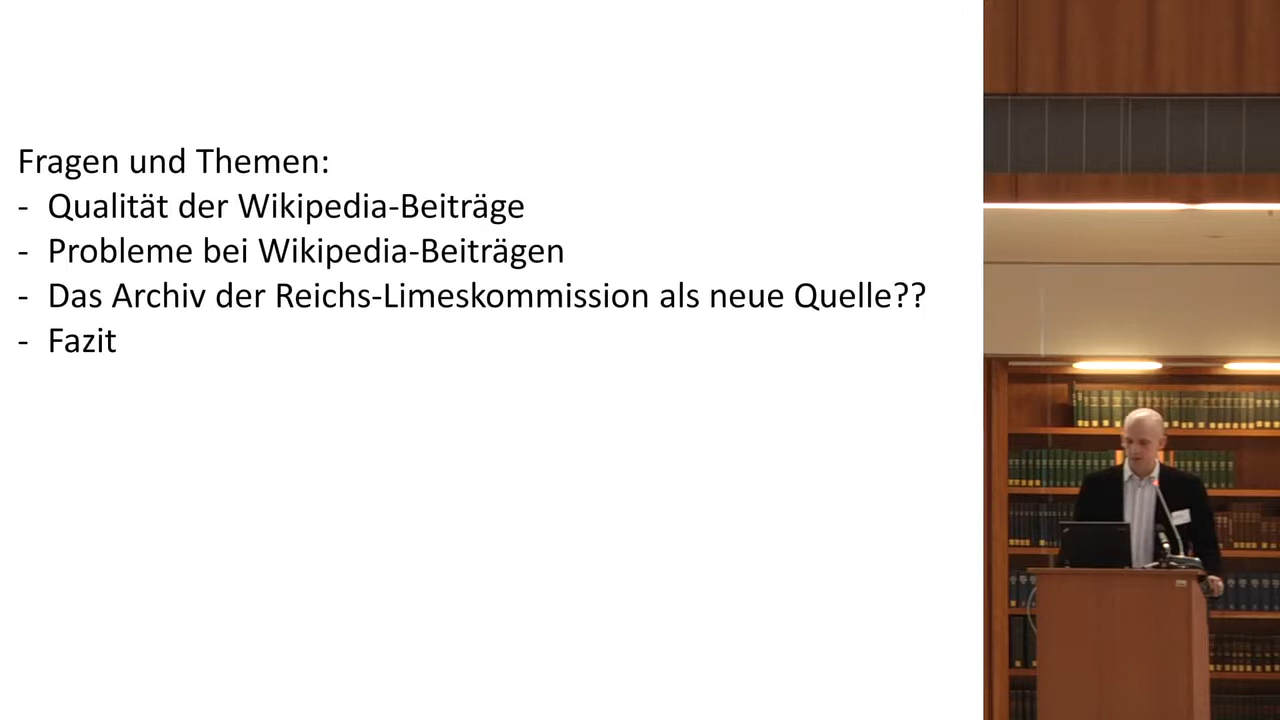 Fragen und Themen:
- Qualität der Wikipedia-Beiträge
- Probleme bei Wikipedia-Beiträgen
- Das Archiv der Reichs-Limeskommission als neue Quelle??
- Fazit